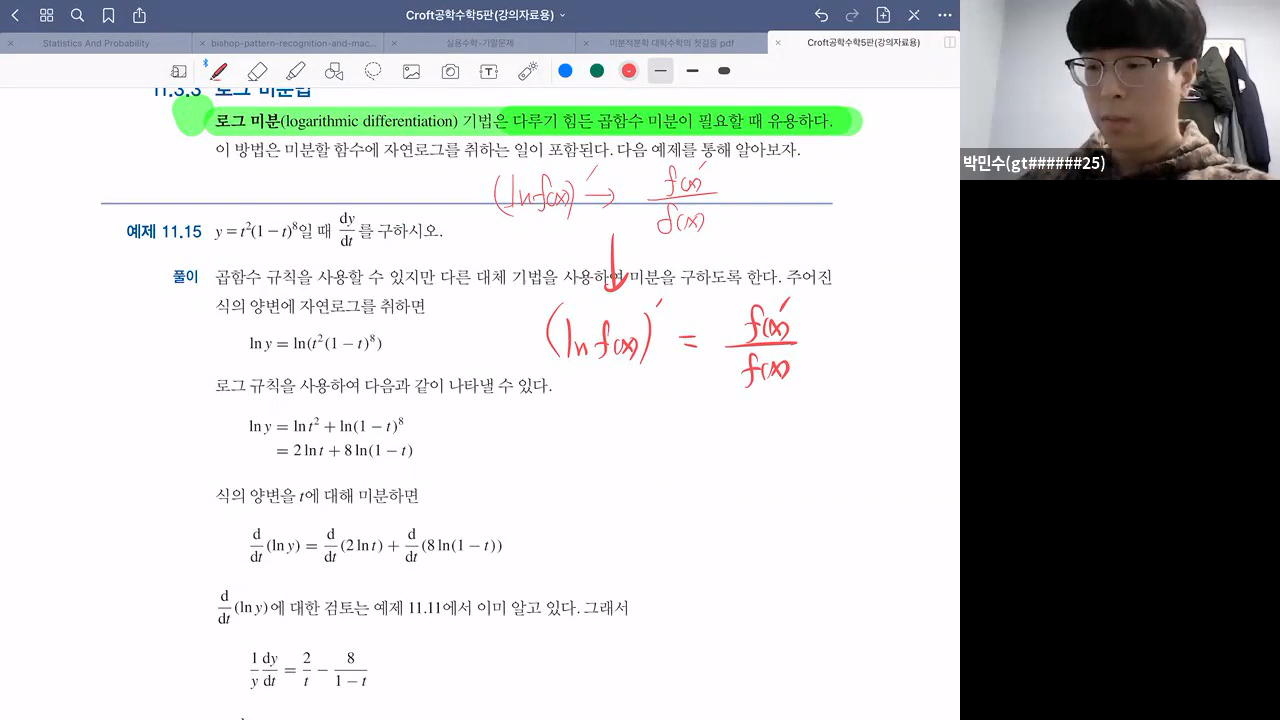 Croft공학수학5판(강의자료용)
Statistics And Probability
bishop-pattern-recognition-and-mac...
실용수학-기말문제
미분적분학 대학수학의 첫걸음.pdf
Croft공학수학5판(강의자료용)
11.3.3 로그 미분법
로그 미분(logarithmic differentiation) 기법은 다루기 힘든 곱함수 미분이 필요할 때 유용하다.
이 방법은 미분할 함수에 자연로그를 취하는 일이 포함된다. 다음 예제를 통해 알아보자.
(ln f(x))′ → f(x)′ / f(x)
예제 11.15 y = t²(1 − t)⁸일 때 dy/dt 를 구하시오.
풀이 곱함수 규칙을 사용할 수 있지만 다른 대체 기법을 사용하여 미분을 구하도록 한다. 주어진
식의 양변에 자연로그를 취하면
ln y = ln(t²(1 − t)⁸)
(ln f(x))′ = f(x)′ / f(x)
로그 규칙을 사용하여 다음과 같이 나타낼 수 있다.
ln y = ln t² + ln(1 − t)⁸
= 2 ln t + 8 ln(1 − t)
식의 양변을 t에 대해 미분하면
d/dt (ln y) = d/dt (2 ln t) + d/dt (8 ln(1 − t))
d/dt (ln y)에 대한 검토는 예제 11.11에서 이미 알고 있다. 그래서
1/y dy/dt = 2/t − 8/(1 − t)
박민수(gt######25)